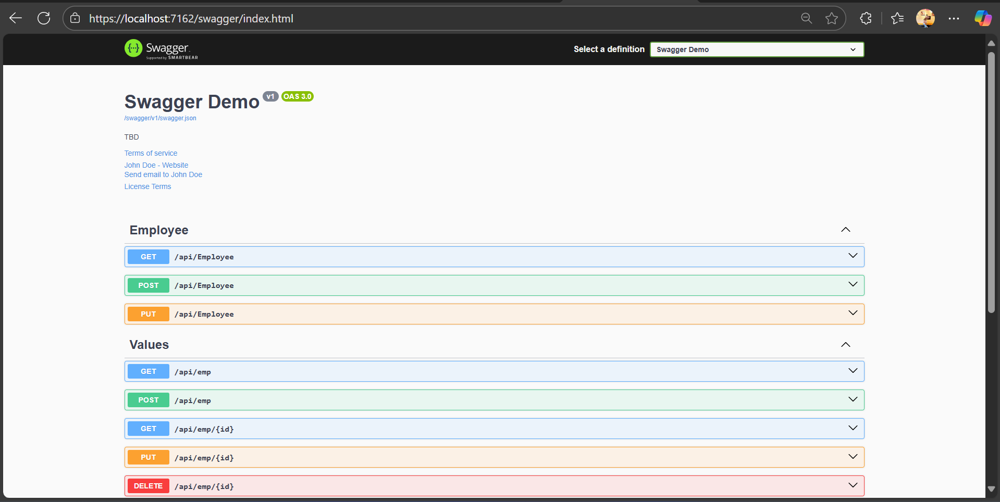 https://localhost:7162/swagger/index.html
{···} Swagger
Supported by SMARTBEAR
Select a definition
Swagger Demo
Swagger Demo v1 OAS 3.0
/swagger/v1/swagger.json
TBD
Terms of service
John Doe - Website
Send email to John Doe
License Terms
Employee
GET /api/Employee
POST /api/Employee
PUT /api/Employee
Values
GET /api/emp
POST /api/emp
GET /api/emp/{id}
PUT /api/emp/{id}
DELETE /api/emp/{id}